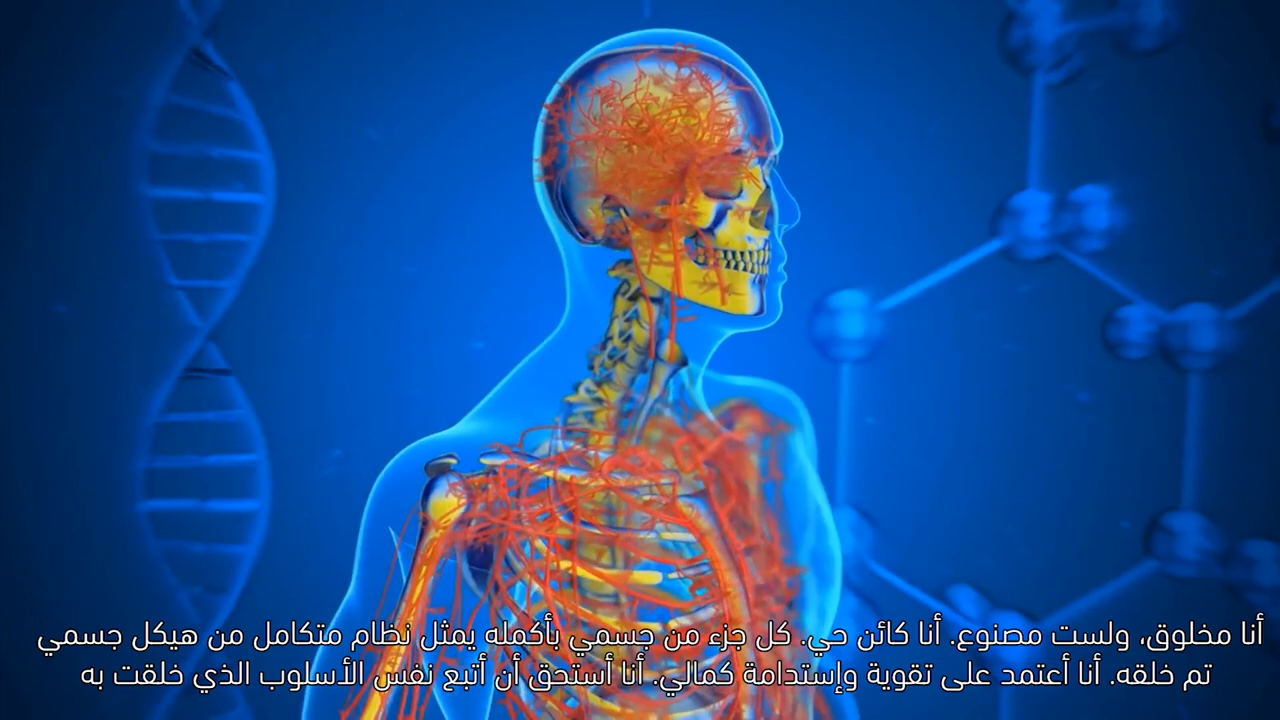 أنا مخلوق، ولست مصنوع. أنا كائن حي. كل جزء من جسمي بأكمله يمثل نظام متكامل من هيكل جسمي
تم خلقه. أنا أعتمد على تقوية وإستدامة كمالي. أنا أستحق أن أتبع نفس الأسلوب الذي خلقت به